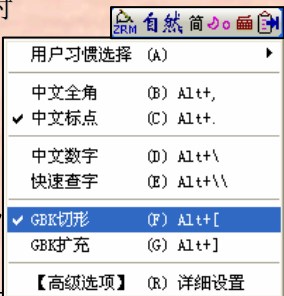 时
ZRM 自然 简
用户习惯选择 (A)
中文全角 (B) Alt+,
中文标点 (C) Alt+.
中文数字 (D) Alt+\
快速查字 (E) Alt+\\
GBK切形 (F) Alt+[
GBK扩充 (G) Alt+]
【高级选项】 (R) 详细设置